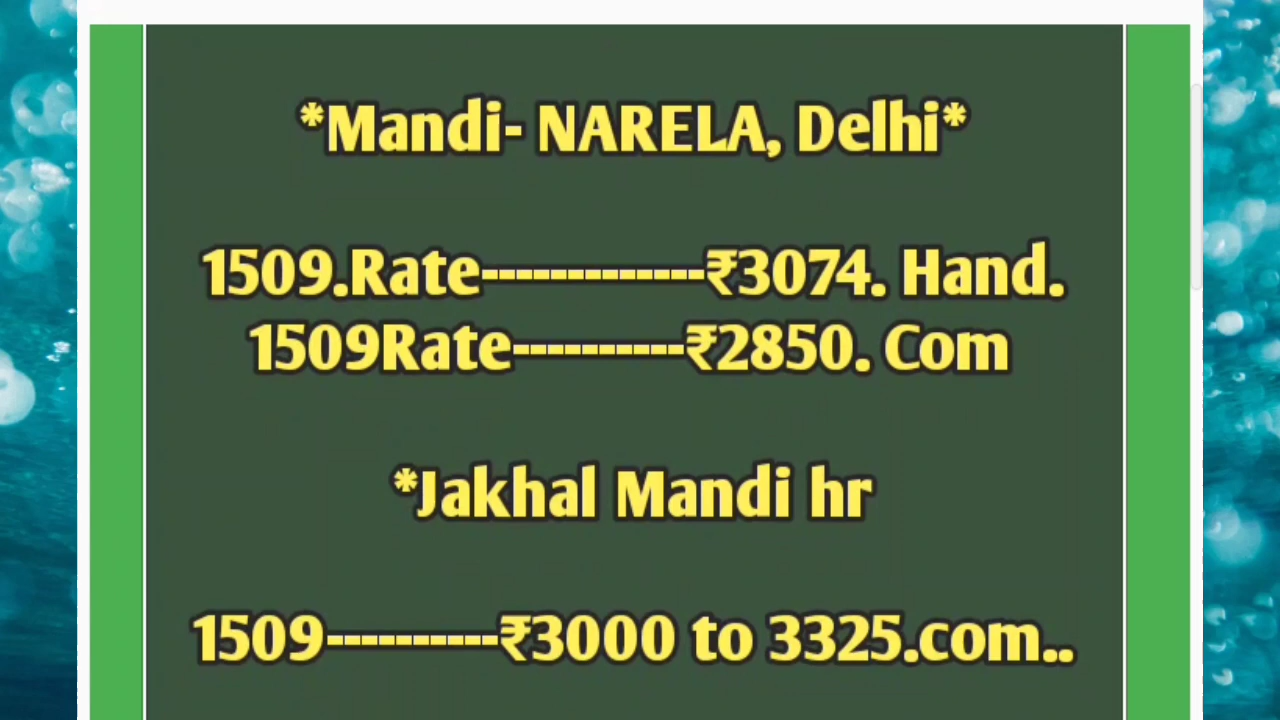 *Mandi- NARELA, Delhi*
1509.Rate-------------₹3074. Hand.
1509Rate----------₹2850. Com
*Jakhal Mandi hr
1509----------₹3000 to 3325.com..